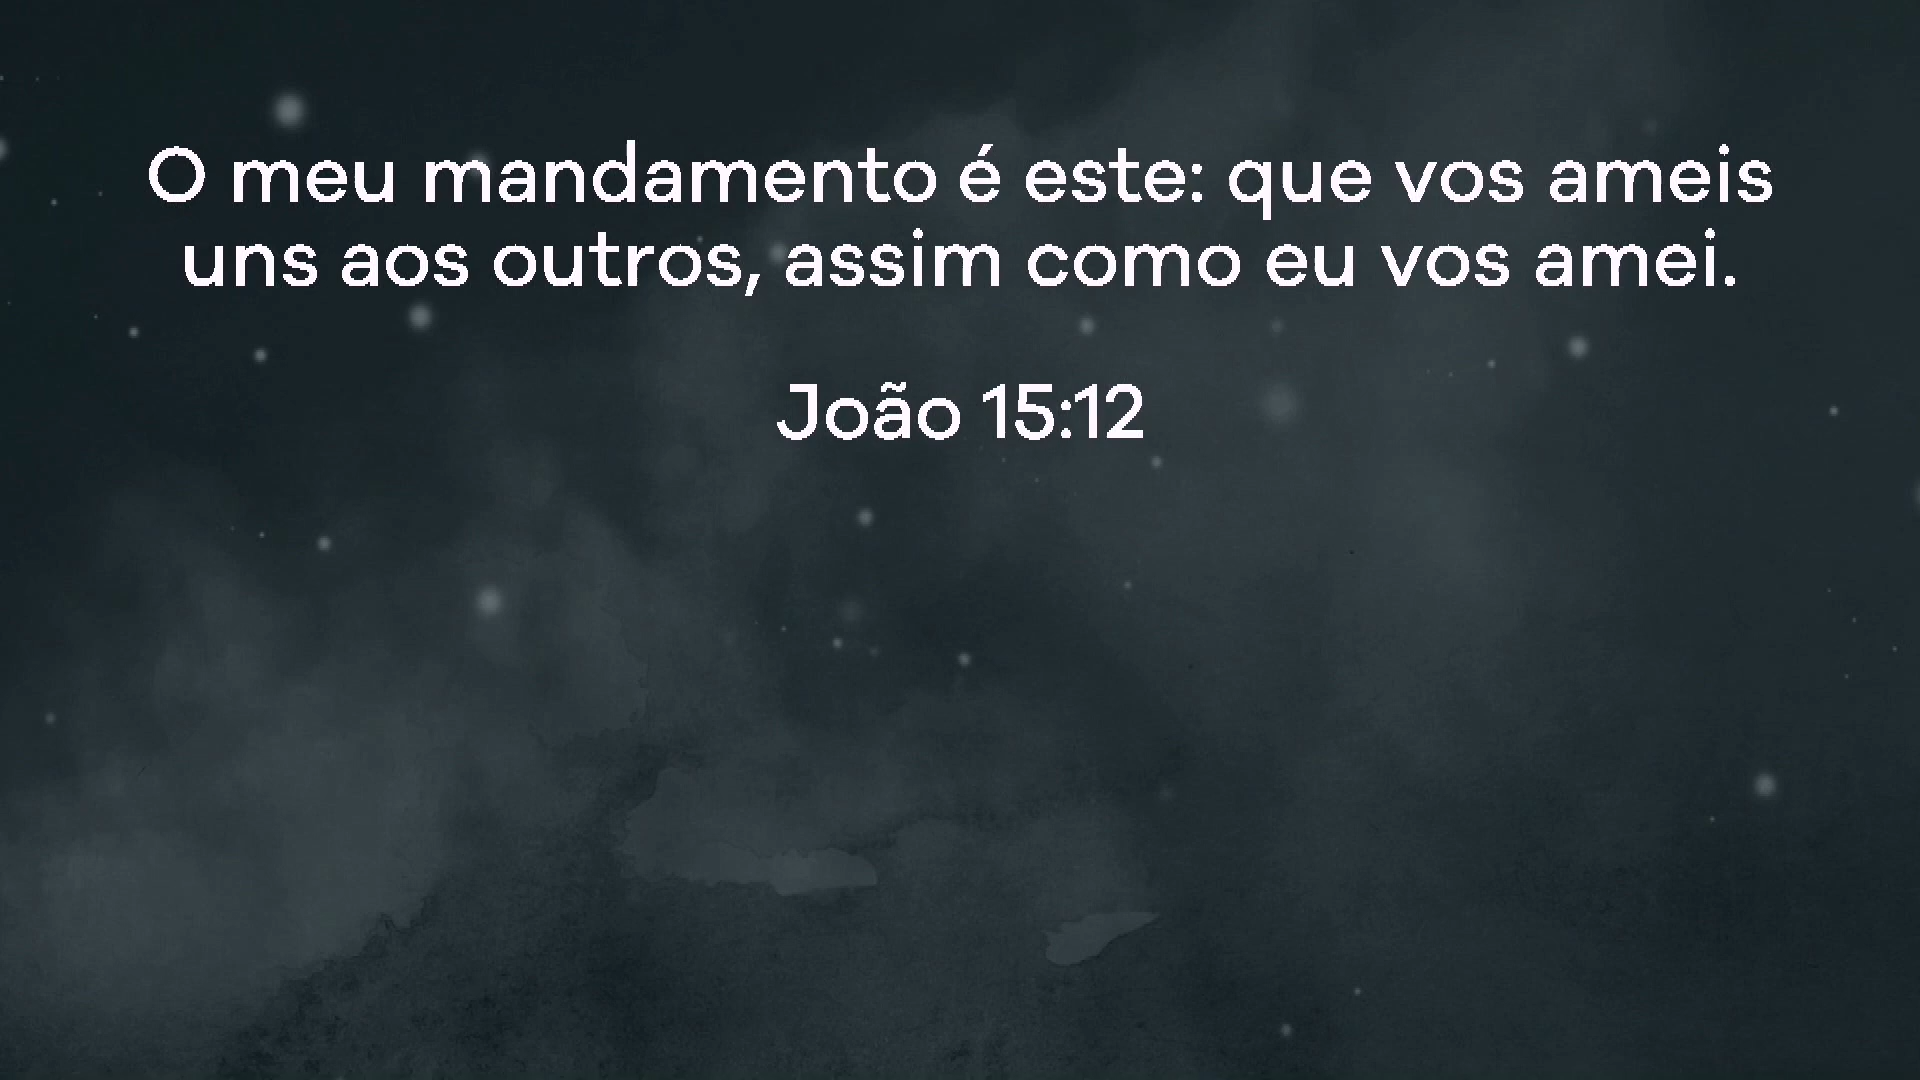 O meu mandamento é este: que vos ameis
uns aos outros, assim como eu vos amei.
João 15:12